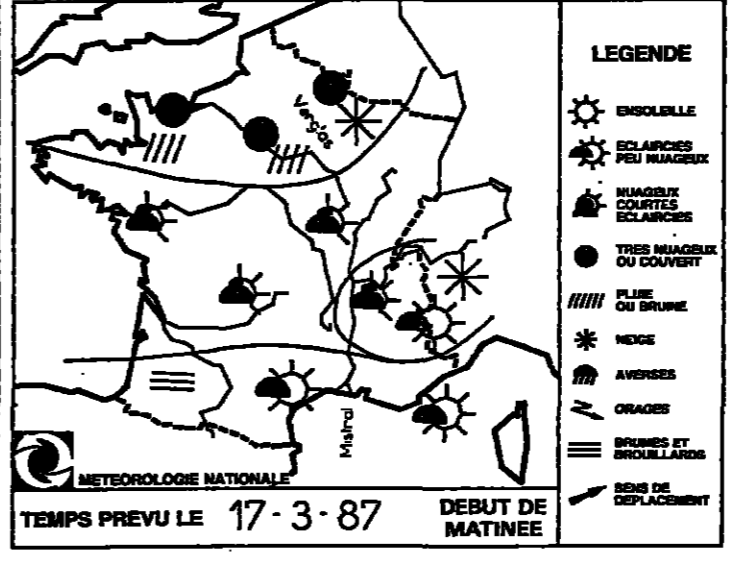 Verglas
Mistral
METEOROLOGIE NATIONALE
TEMPS PREVU LE 17-3-87 DEBUT DE
MATINEE
LEGENDE
ENSOLEILLE
ECLAIRCIES
PEU NUAGEUX
NUAGEUX
COURTES
ECLAIRCIES
TRES NUAGEUX
OU COUVERT
PLUIE
OU BRUINE
NEIGE
AVERSES
ORAGES
BRUMES ET
BROUILLARDS
SENS DE
DEPLACEMENT